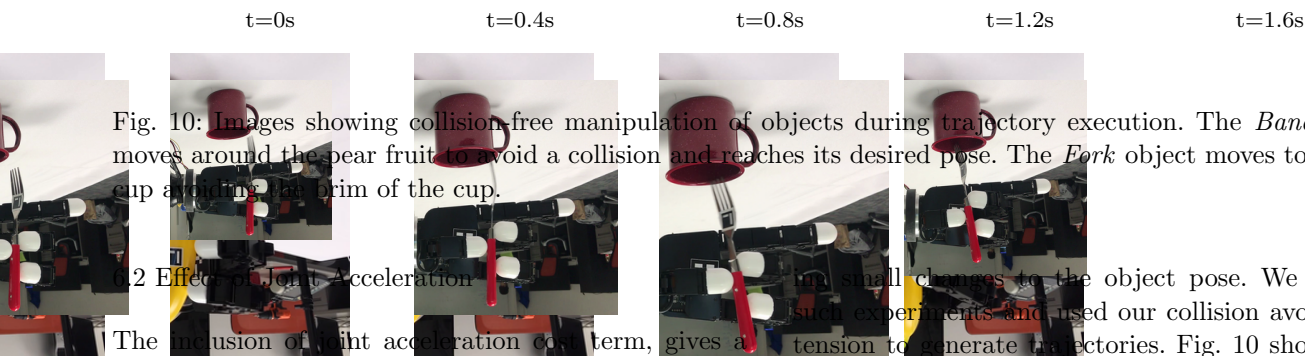 t=0s t=0.4s t=0.8s t=1.2s t=1.6s
Fig. 10: Images showing collision-free manipulation of objects during trajectory execution. The
moves around the pear fruit to avoid a collision and reaches its desired pose. The Fork object moves to
cup avoiding the brim of the cup.
6.2 Effect of Joint Acceleration
The inclusion of joint acceleration cost term, gives a
ing small changes to the object pose. We
such experiments and used our collision
tension to generate trajectories. Fig. 10